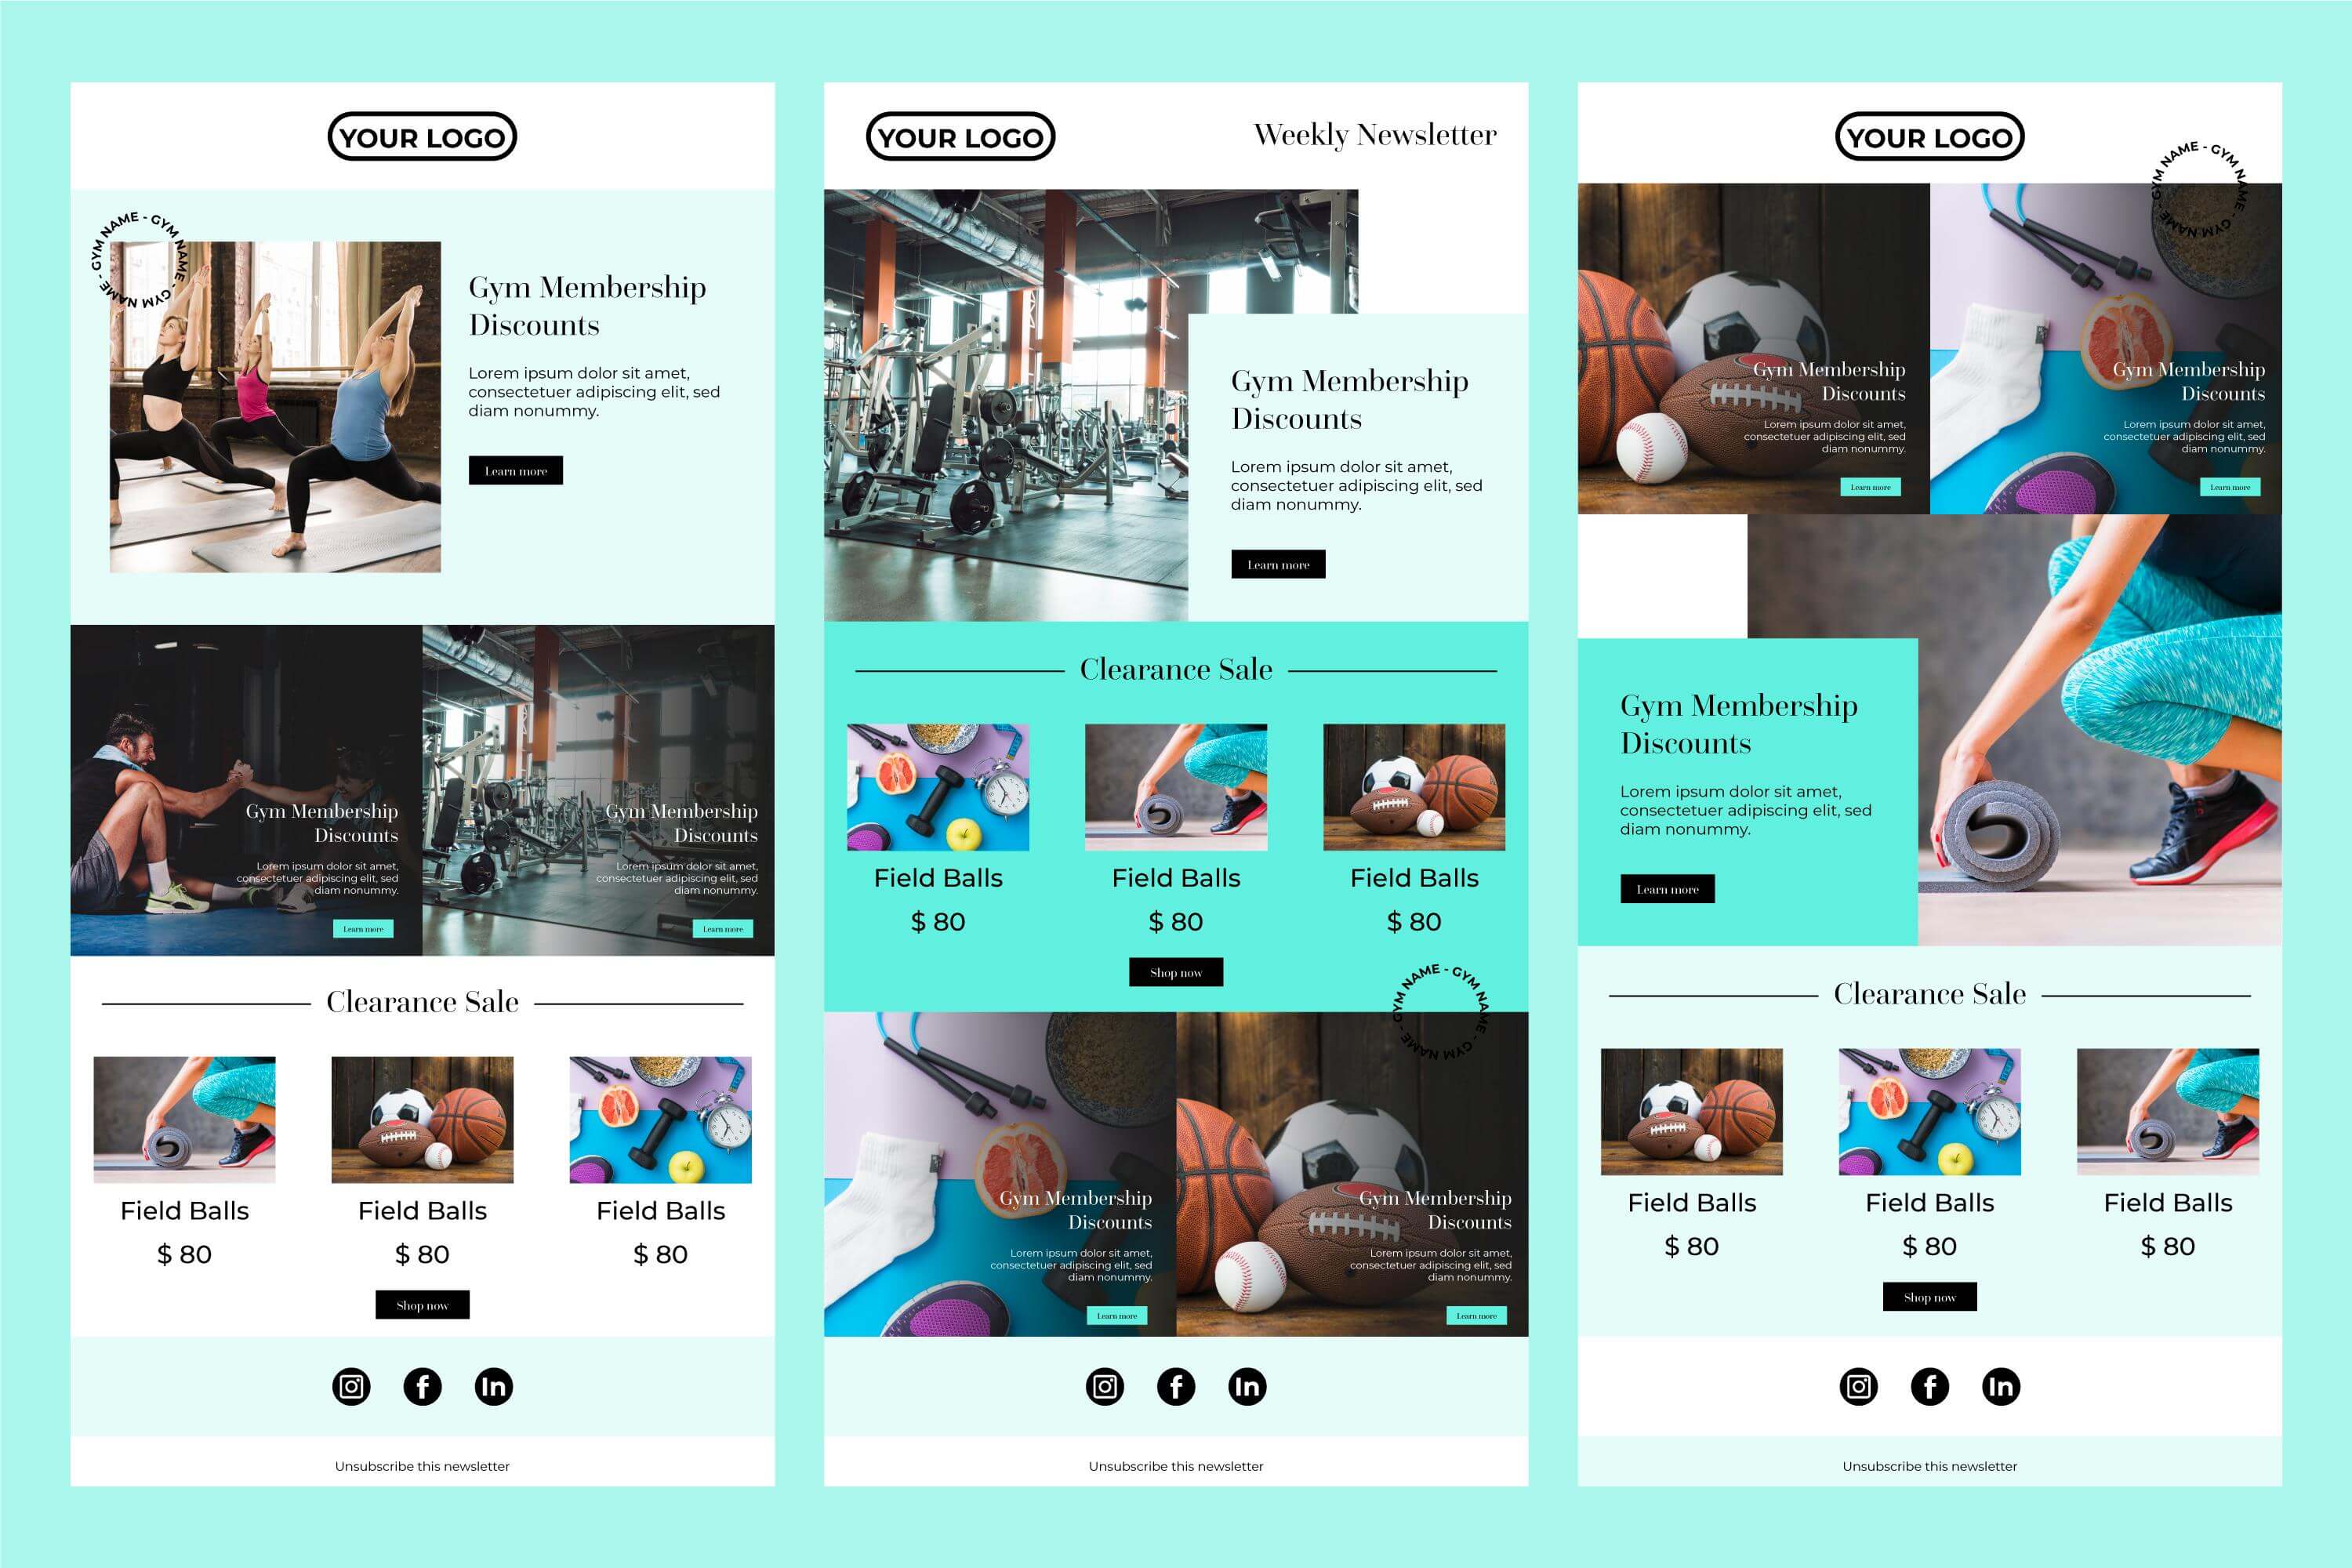 YOUR LOGO
GYM NAME - GYM NAME - GYM NAME -
Gym Membership
Discounts
Lorem ipsum dolor sit amet,
consectetuer adipiscing elit, sed
diam nonummy.
Learn more
Gym Membership
Discounts
Lorem ipsum dolor sit amet,
consectetuer adipiscing elit, sed
diam nonummy.
Learn more
Gym Membership
Discounts
Lorem ipsum dolor sit amet,
consectetuer adipiscing elit, sed
diam nonummy.
Learn more
Clearance Sale
Field Balls
$ 80
Field Balls
$ 80
Field Balls
$ 80
Shop now
In
Unsubscribe this newsletter
YOUR LOGO
Weekly Newsletter
Gym Membership
Discounts
Lorem ipsum dolor sit amet,
consectetuer adipiscing elit, sed
diam nonummy.
Learn more
Clearance Sale
Field Balls
$ 80
Field Balls
$ 80
Field Balls
$ 80
Shop now
GYM NAME - GYM NAME - GYM NAME -
Gym Membership
Discounts
Lorem ipsum dolor sit amet,
consectetuer adipiscing elit, sed
diam nonummy.
Learn more
Gym Membership
Discounts
Lorem ipsum dolor sit amet,
consectetuer adipiscing elit, sed
diam nonummy.
Learn more
In
Unsubscribe this newsletter
YOUR LOGO
GYM NAME - GYM NAME - GYM NAME -
Gym Membership
Discounts
Lorem ipsum dolor sit amet,
consectetuer adipiscing elit, sed
diam nonummy.
Learn more
Gym Membership
Discounts
Lorem ipsum dolor sit amet,
consectetuer adipiscing elit, sed
diam nonummy.
Learn more
Gym Membership
Discounts
Lorem ipsum dolor sit amet,
consectetuer adipiscing elit, sed
diam nonummy.
Learn more
Clearance Sale
Field Balls
$ 80
Field Balls
$ 80
Field Balls
$ 80
Shop now
In
Unsubscribe this newsletter